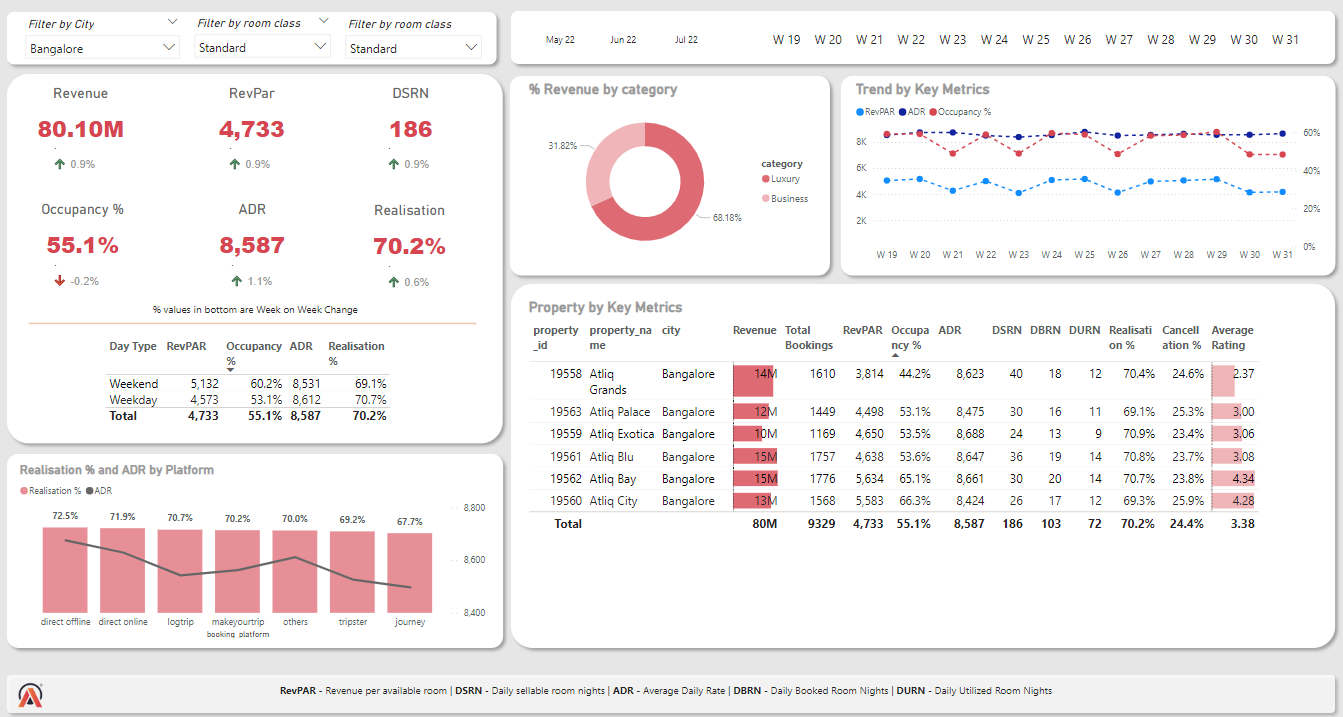 Filter by City
Bangalore
Filter by room class
Standard
Filter by room class
Standard
May 22 Jun 22 Jul 22
W 19 W 20 W 21 W 22 W 23 W 24 W 25 W 26 W 27 W 28 W 29 W 30 W 31
Revenue RevPar DSRN
80.10M 4,733 186
0.9% 0.9% 0.9%
Occupancy % ADR Realisation
55.1% 8,587 70.2%
-0.2% 1.1% 0.6%
% values in bottom are Week on Week Change
Day Type RevPAR Occupancy % ADR Realisation %
Weekend 5,132 60.2% 8,531 69.1%
Weekday 4,573 53.1% 8,612 70.7%
Total 4,733 55.1% 8,587 70.2%
% Revenue by category
31.82%
68.18%
category
Luxury
Business
Trend by Key Metrics
RevPAR ADR Occupancy %
8K 60%
6K
40%
4K
20%
2K
0%
W 19 W 20 W 21 W 22 W 23 W 24 W 25 W 26 W 27 W 28 W 29 W 30 W 31
Realisation % and ADR by Platform
Realisation % ADR
72.5% 71.9% 70.7% 70.2% 70.0% 69.2% 67.7%
8,800
8,600
8,400
direct offline direct online logtrip makeyourtrip others tripster journey
booking_platform
Property by Key Metrics
property_id property_name city Revenue Total Bookings RevPAR Occupancy % ADR DSRN DBRN DURN Realisation % Cancellation % Average Rating
19558 Atliq Grands Bangalore 14M 1610 3,814 44.2% 8,623 40 18 12 70.4% 24.6% 2.37
19563 Atliq Palace Bangalore 12M 1449 4,498 53.1% 8,475 30 16 11 69.1% 25.3% 3.00
19559 Atliq Exotica Bangalore 10M 1169 4,650 53.5% 8,688 24 13 9 70.9% 23.4% 3.06
19561 Atliq Blu Bangalore 15M 1757 4,638 53.6% 8,647 36 19 14 70.8% 23.7% 3.08
19562 Atliq Bay Bangalore 15M 1776 5,634 65.1% 8,661 30 20 14 70.7% 23.8% 4.34
19560 Atliq City Bangalore 13M 1568 5,583 66.3% 8,424 26 17 12 69.3% 25.9% 4.28
Total 80M 9329 4,733 55.1% 8,587 186 103 72 70.2% 24.4% 3.38
RevPAR - Revenue per available room | DSRN - Daily sellable room nights | ADR - Average Daily Rate | DBRN - Daily Booked Room Nights | DURN - Daily Utilized Room Nights